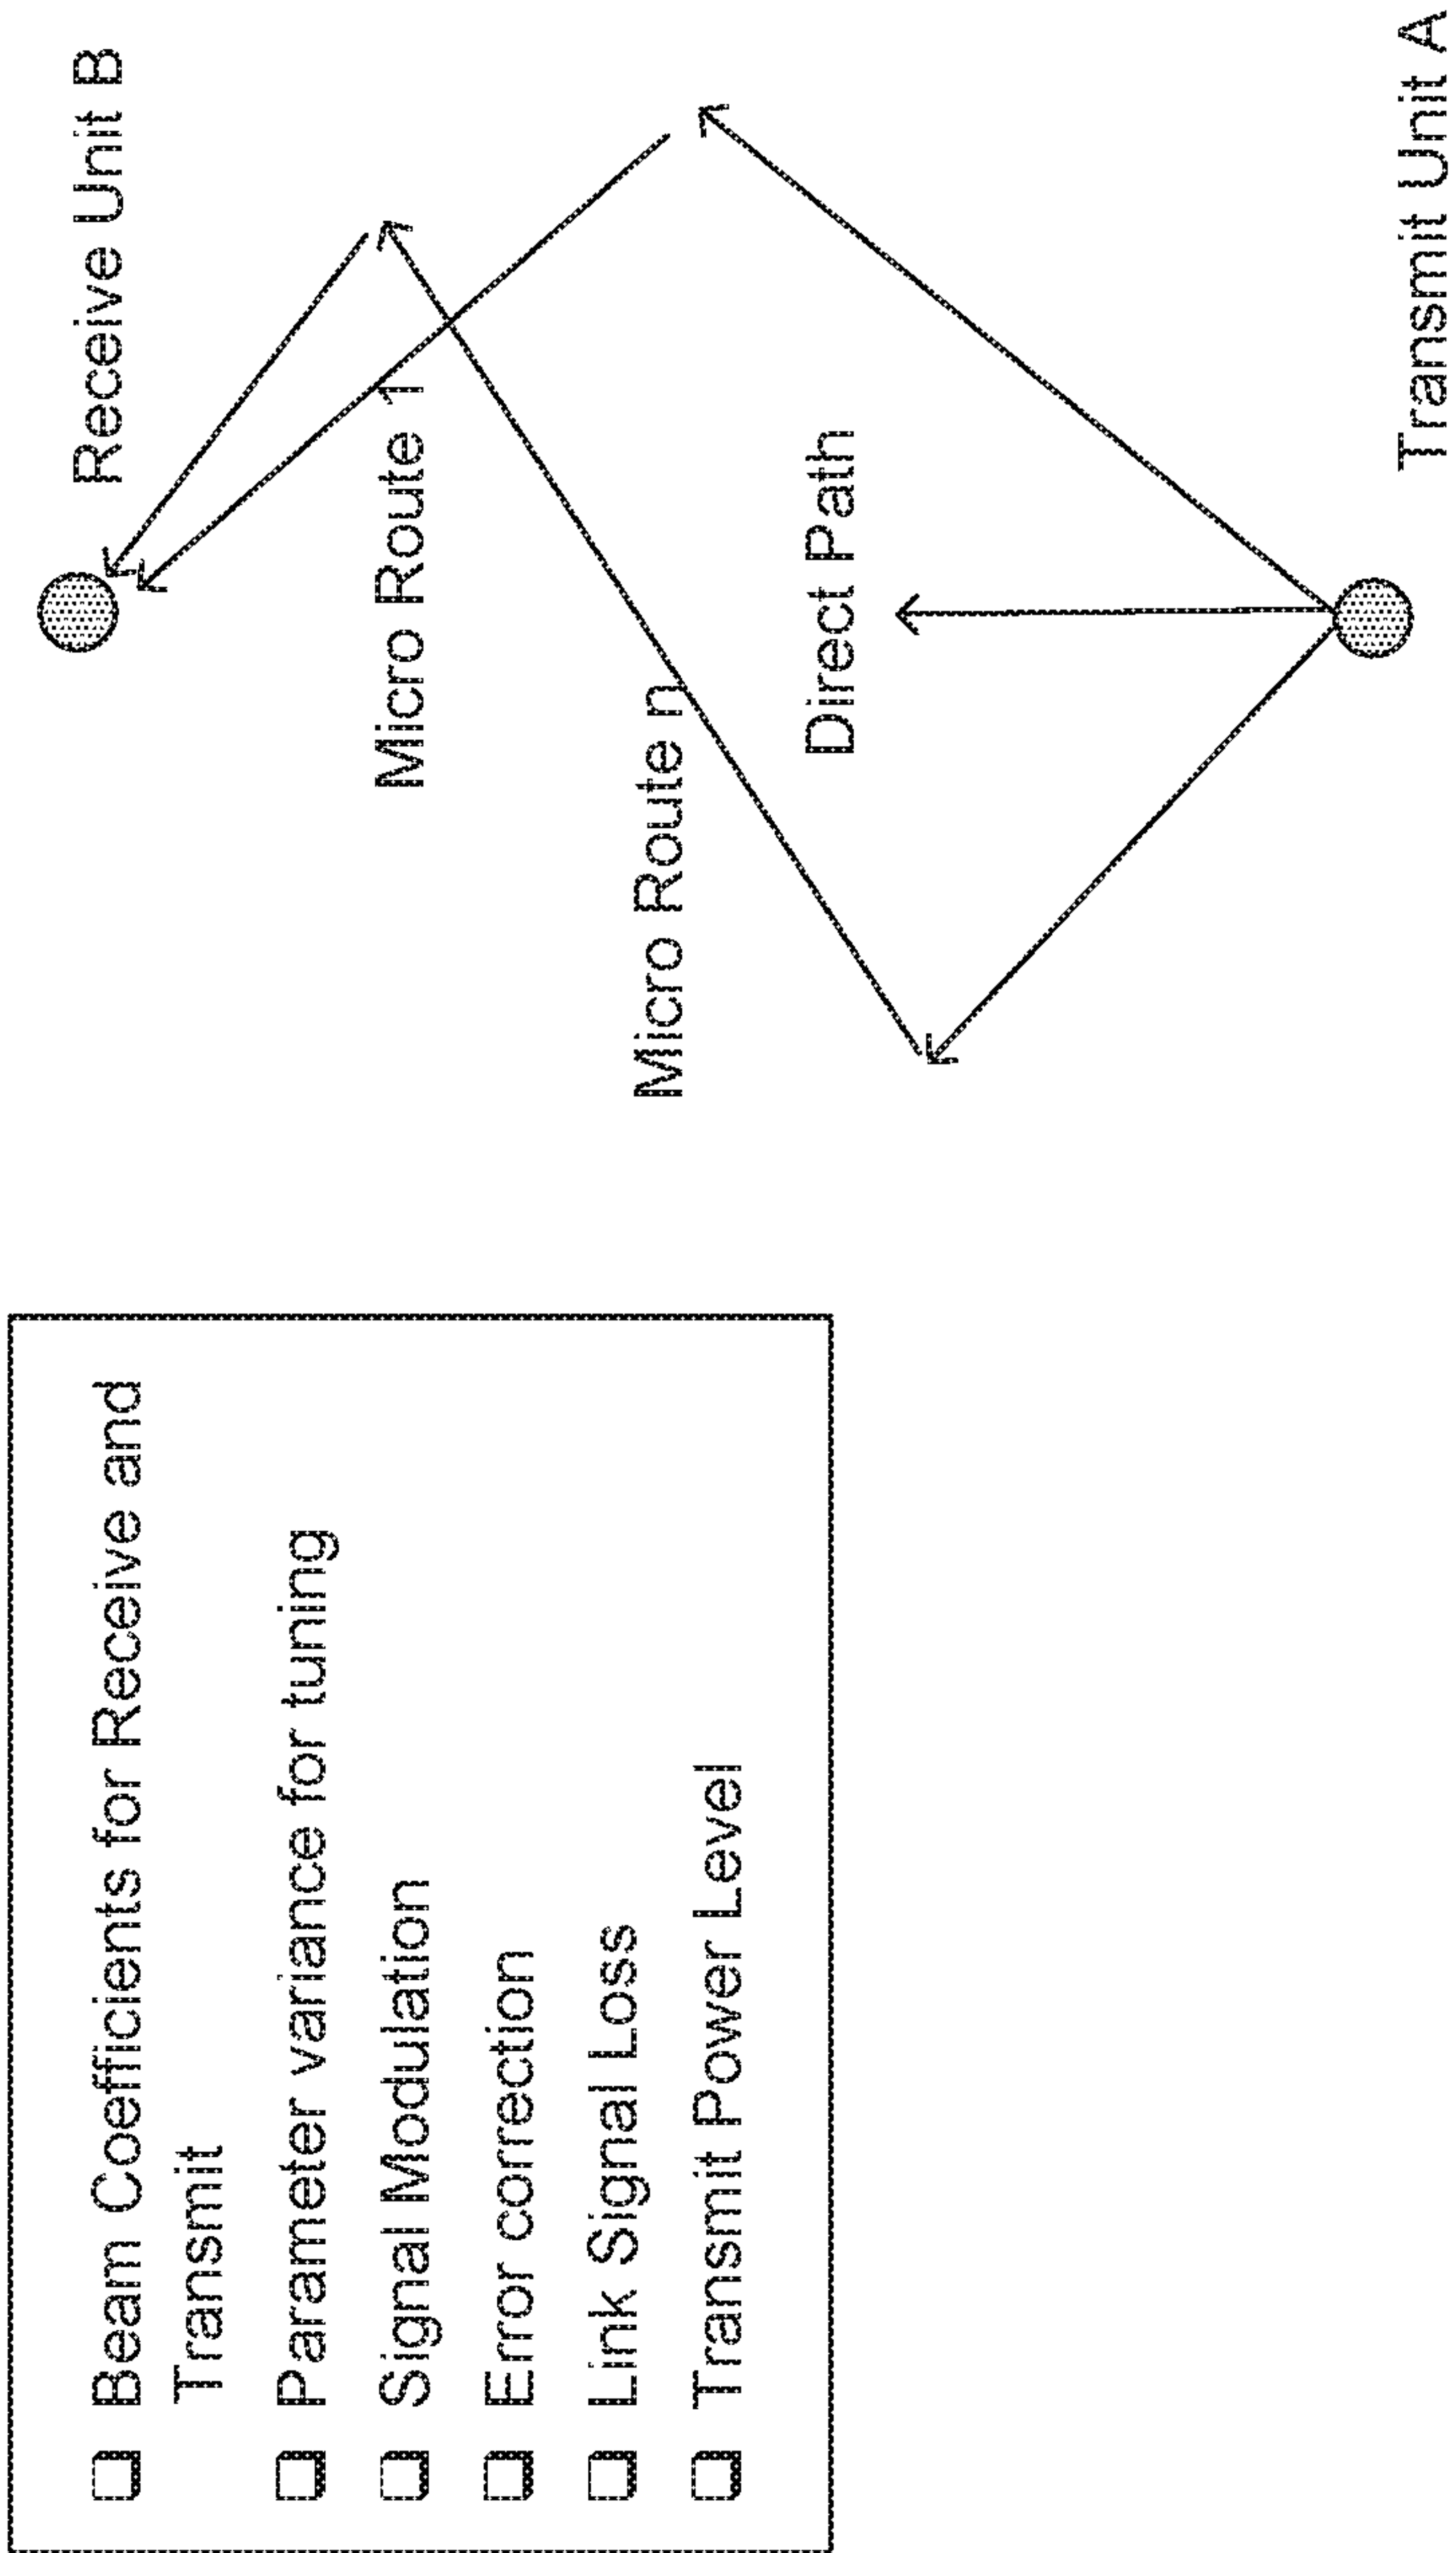 Beam Coefficients for Receive and
Transmit
Parameter variance for tuning
Signal Modulation
Error correction
Link Signal Loss
Transmit Power Level
Receive Unit B
Micro Route 1
Micro Route n
Direct Path
Transmit Unit A